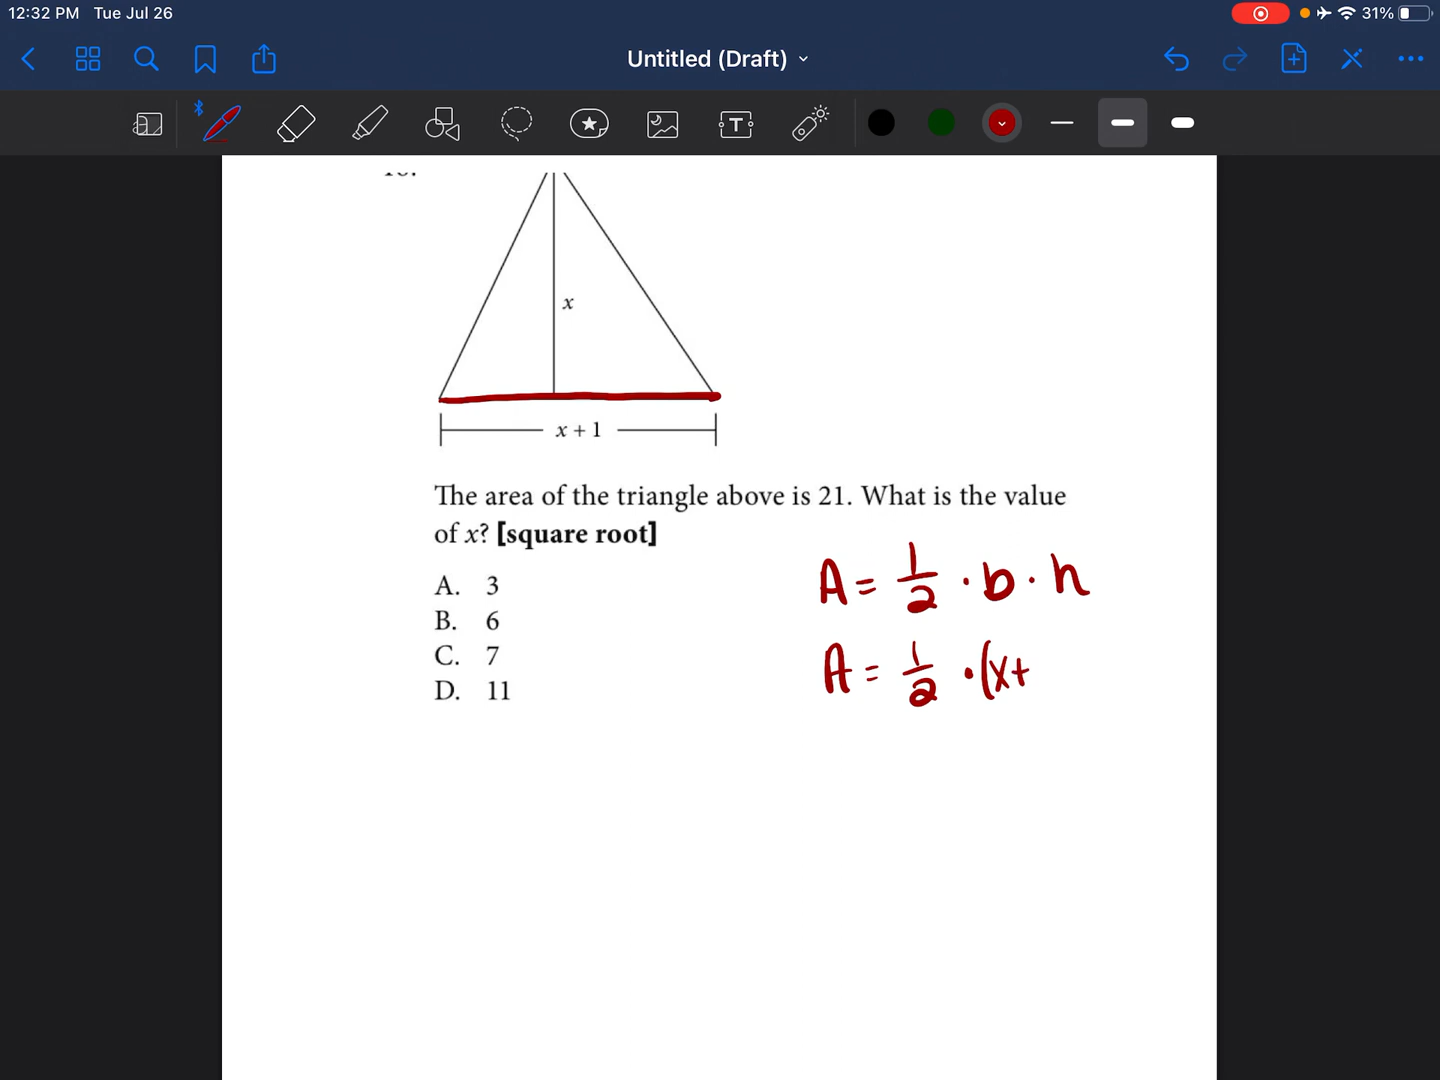 12:32 PM Tue Jul 26
31%
Untitled (Draft)
T
x
x + 1
The area of the triangle above is 21. What is the value
of x? [square root]
A. 3
B. 6
C. 7
D. 11
A = 1/2 · b · h
A = 1/2 · (x+